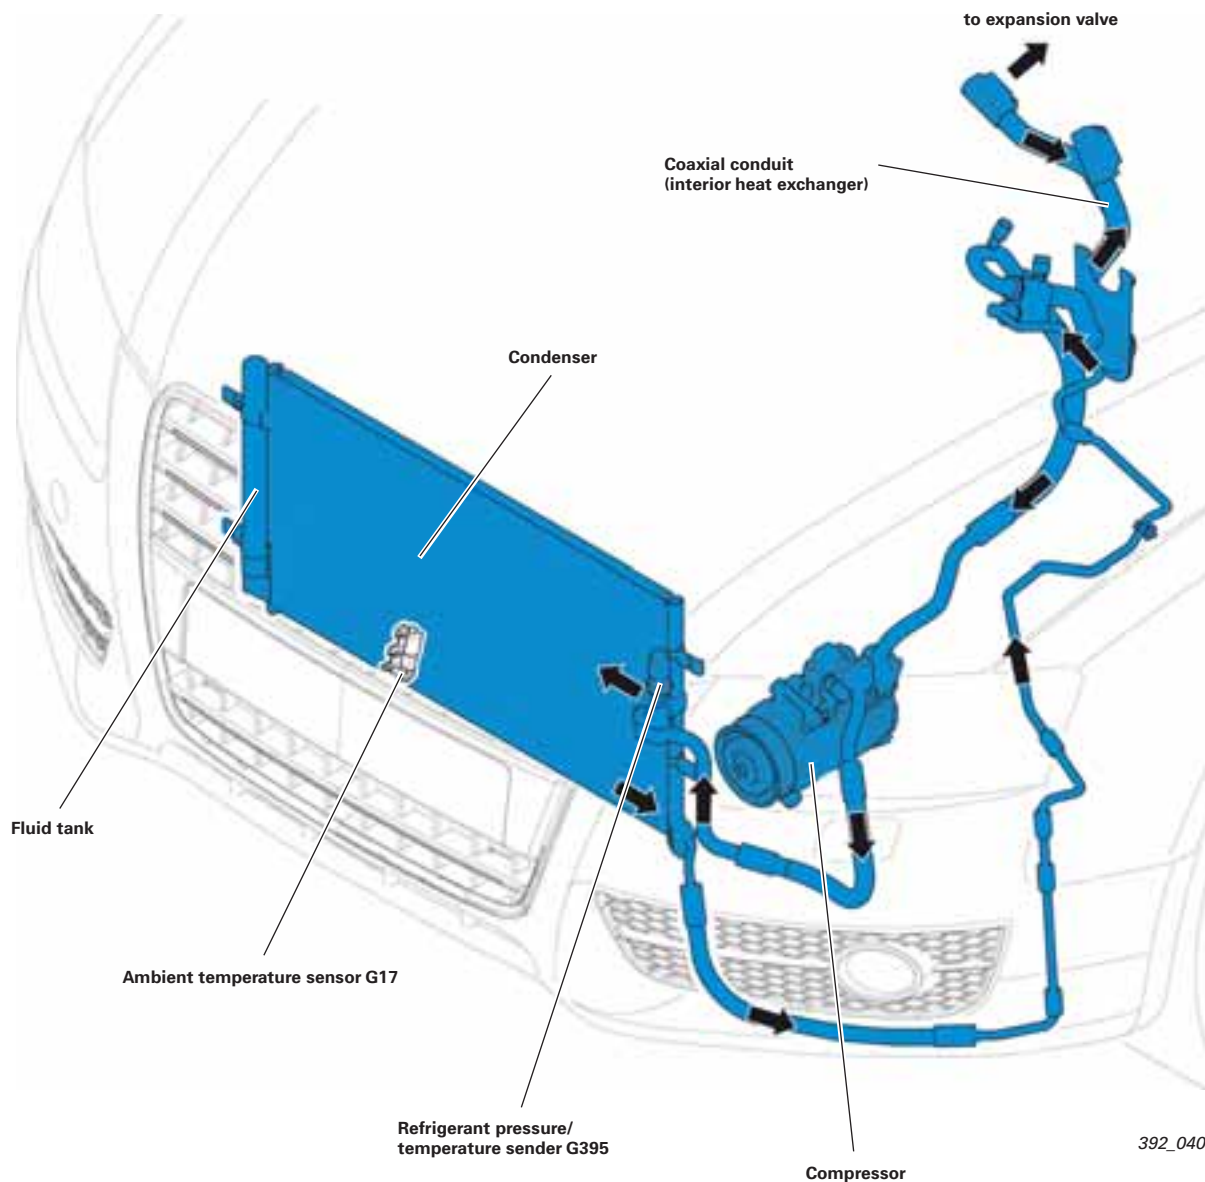 to expansion valve
Coaxial conduit
(interior heat exchanger)
Condenser
Fluid tank
Ambient temperature sensor G17
Refrigerant pressure/
temperature sender G395
392_040
Compressor